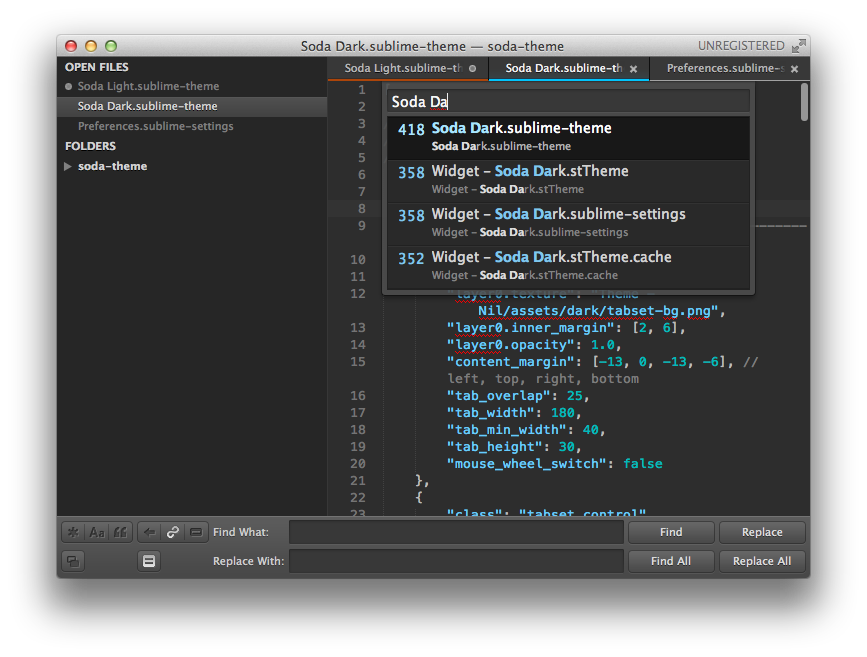 Soda Dark.sublime-theme — soda-theme
UNREGISTERED
OPEN FILES
Soda Light.sublime-theme
Soda Dark.sublime-theme
Preferences.sublime-settings
FOLDERS
soda-theme
Soda Light.sublime-th
Soda Dark.sublime-th
Preferences.sublime-s
Soda Da
418 Soda Dark.sublime-theme
Soda Dark.sublime-theme
358 Widget – Soda Dark.stTheme
Widget – Soda Dark.stTheme
358 Widget – Soda Dark.sublime-settings
Widget – Soda Dark.sublime-settings
352 Widget – Soda Dark.stTheme.cache
Widget – Soda Dark.stTheme.cache
1
2
3
4
5
6
7
8
9
10
11
12 "layer0.texture": "Theme -
Nil/assets/dark/tabset-bg.png",
13 "layer0.inner_margin": [2, 6],
14 "layer0.opacity": 1.0,
15 "content_margin": [-13, 0, -13, -6], //
left, top, right, bottom
16 "tab_overlap": 25,
17 "tab_width": 180,
18 "tab_min_width": 40,
19 "tab_height": 30,
20 "mouse_wheel_switch": false
21 },
22 {
23 "class": "tabset_control"
Aa
Find What:
Find
Replace
Replace With:
Find All
Replace All